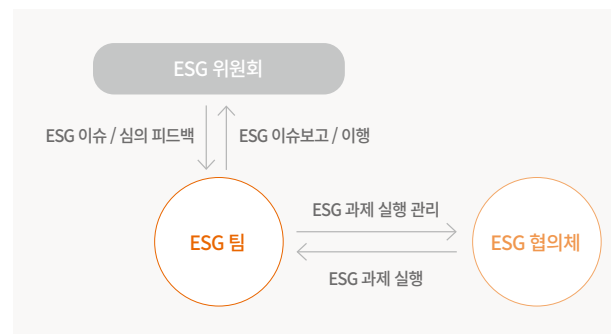 ESG 위원회
ESG 이슈 / 심의 피드백
ESG 이슈보고 / 이행
ESG 팀
ESG 과제 실행 관리
ESG 과제 실행
ESG 협의체